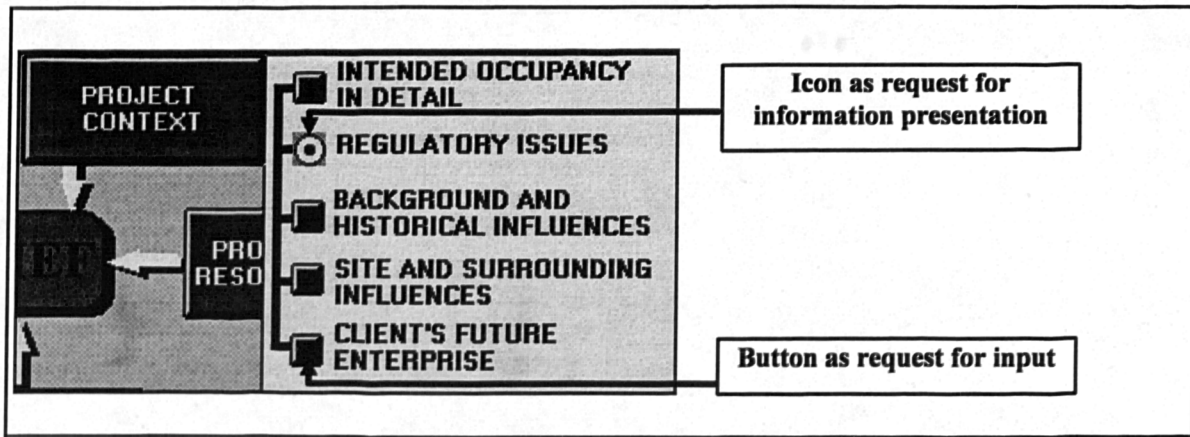 PROJECT
CONTEXT
PRO
RESO
INTENDED OCCUPANCY
IN DETAIL
REGULATORY ISSUES
BACKGROUND AND
HISTORICAL INFLUENCES
SITE AND SURROUNDING
INFLUENCES
CLIENT'S FUTURE
ENTERPRISE
Icon as request for
information presentation
Button as request for input